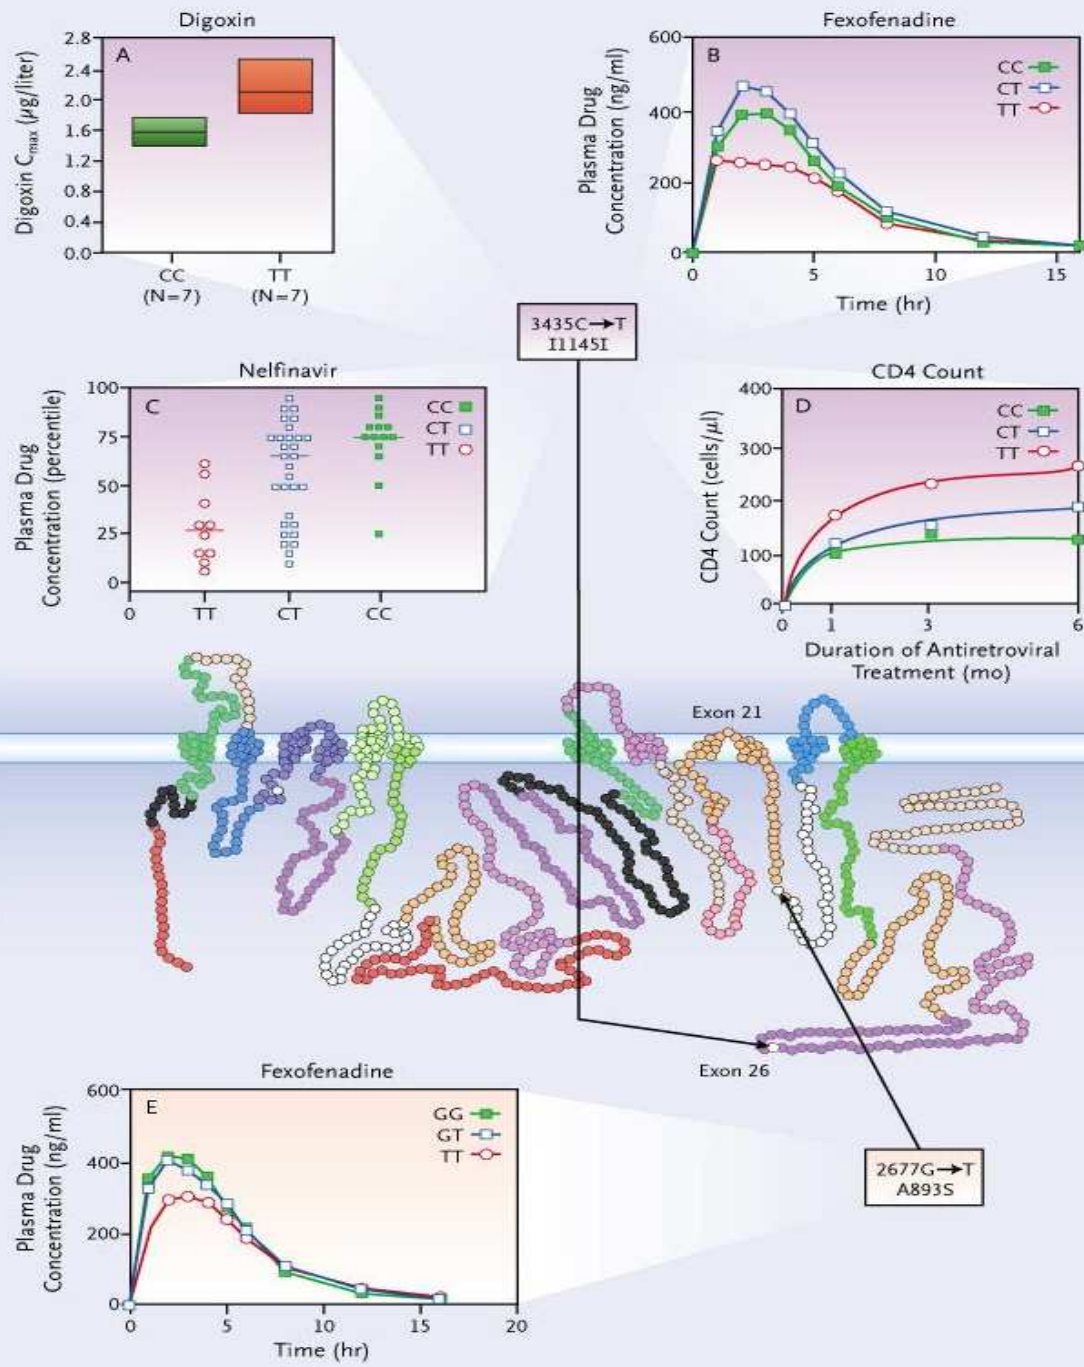 Digoxin
A
Digoxin Cmax (µg/liter)
2.8
2.4
2.0
1.6
1.2
0.8
0.4
0.0
CC
(N=7)
TT
(N=7)
Fexofenadine
B
Plasma Drug
Concentration (ng/ml)
600
400
200
0
CC
CT
TT
0
5
10
15
Time (hr)
3435C→T
I1145I
Nelfinavir
C
Plasma Drug
Concentration (percentile)
100
75
50
25
0
CC
CT
TT
0
TT
CT
CC
CD4 Count
D
CD4 Count (cells/µl)
400
300
200
100
0
CC
CT
TT
0
1
3
6
Duration of Antiretroviral
Treatment (mo)
Exon 21
Exon 26
2677G→T
A893S
Fexofenadine
E
Plasma Drug
Concentration (ng/ml)
600
400
200
0
GG
GT
TT
0
5
10
15
20
Time (hr)